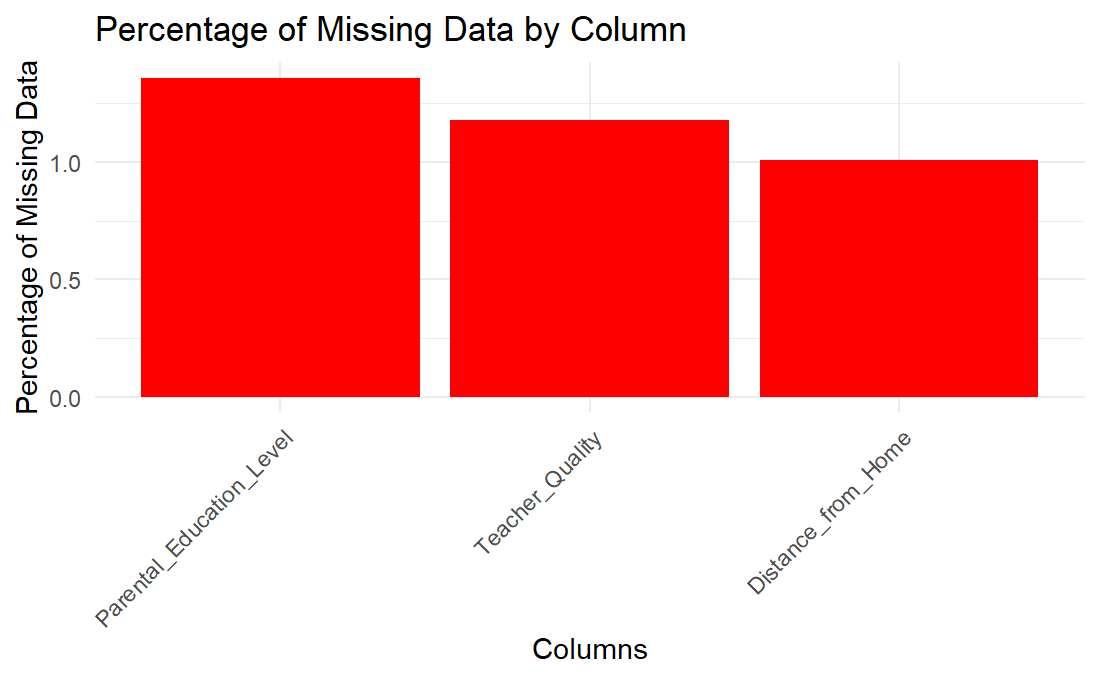 Percentage of Missing Data by Column
Percentage of Missing Data
1.0
0.5
0.0
Parental_Education_Level
Teacher_Quality
Distance_from_Home
Columns